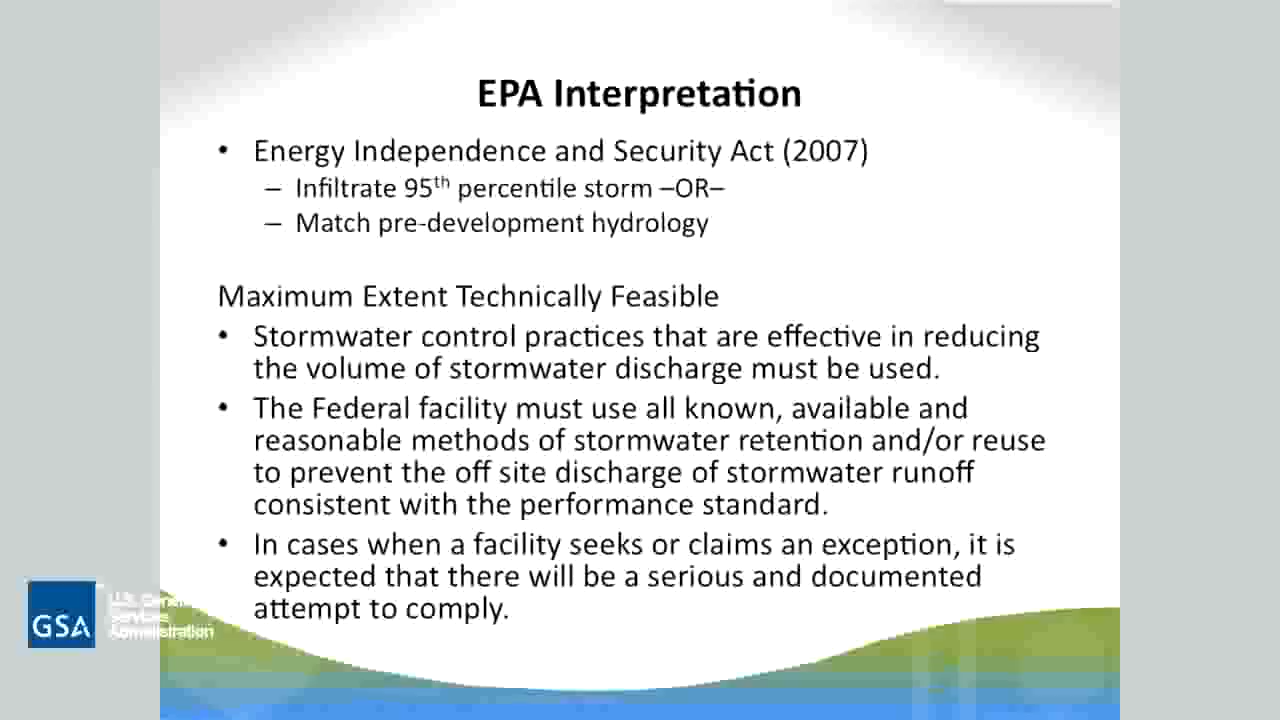 EPA Interpretation
• Energy Independence and Security Act (2007)
– Infiltrate 95th percentile storm –OR–
– Match pre-development hydrology
Maximum Extent Technically Feasible
• Stormwater control practices that are effective in reducing
the volume of stormwater discharge must be used.
• The Federal facility must use all known, available and
reasonable methods of stormwater retention and/or reuse
to prevent the off site discharge of stormwater runoff
consistent with the performance standard.
• In cases when a facility seeks or claims an exception, it is
expected that there will be a serious and documented
attempt to comply.
GSA
U.S. General
Services
Administration